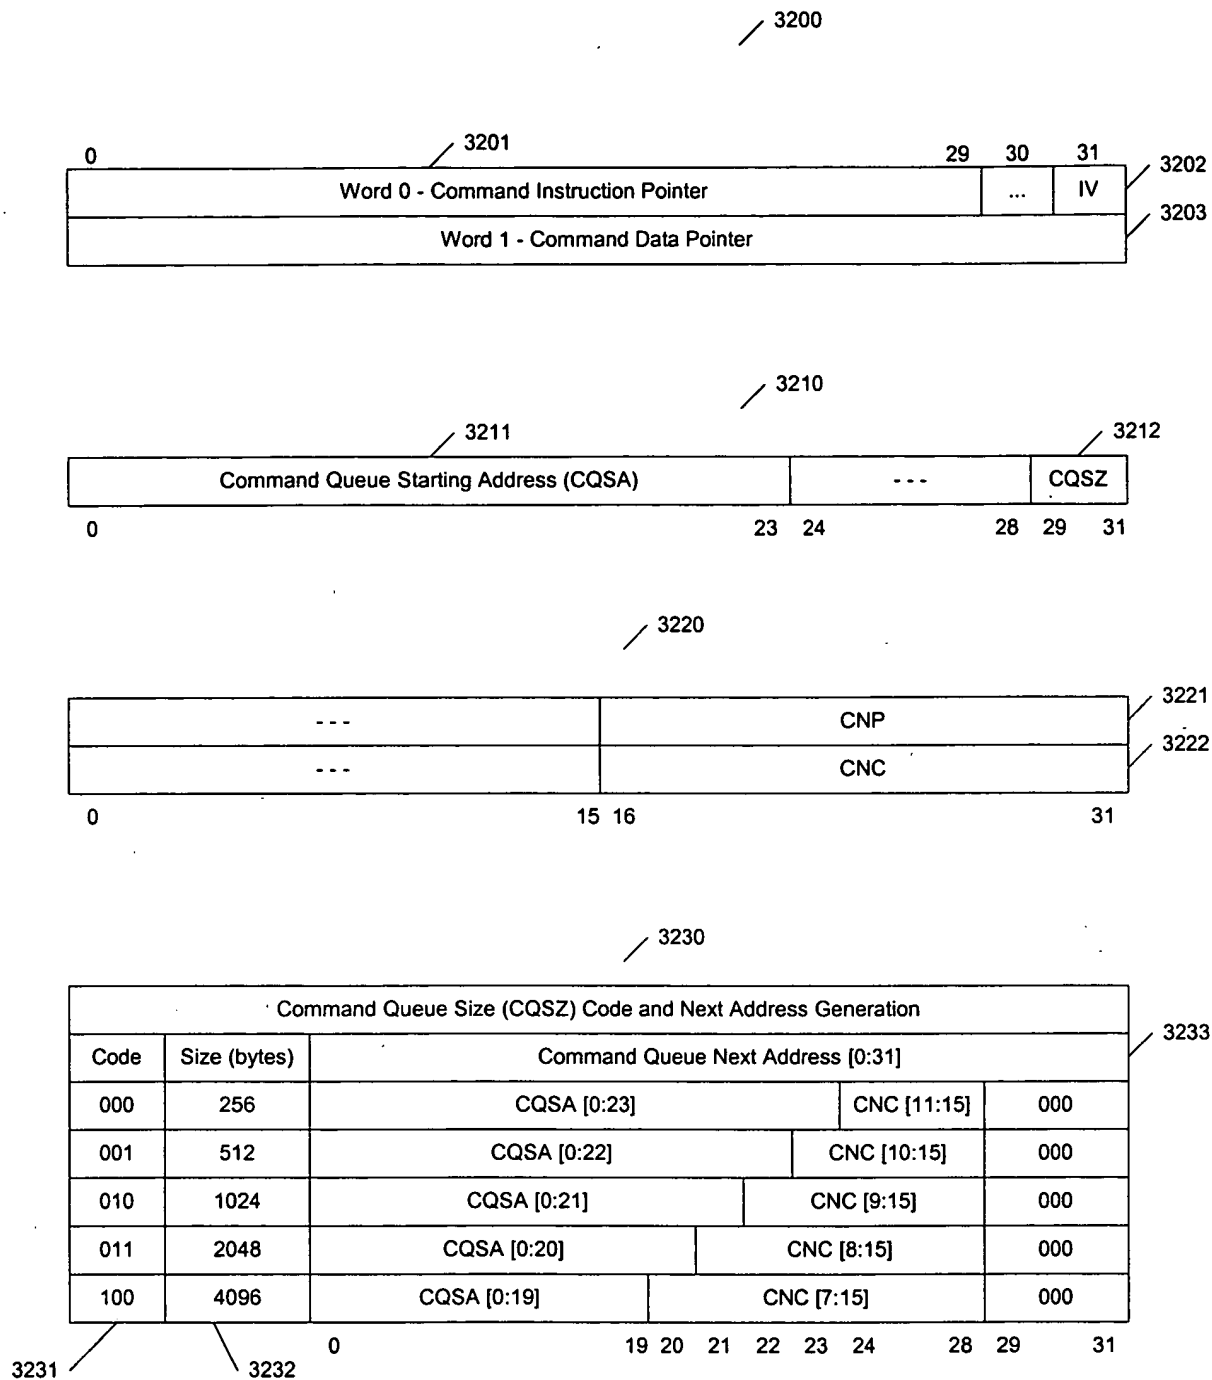 3200
3201
0 29 30 31
3202
Word 0 - Command Instruction Pointer ... IV
3203
Word 1 - Command Data Pointer
3210
3211 3212
Command Queue Starting Address (CQSA) - - - CQSZ
0 23 24 28 29 31
3220
3221
- - - CNP
3222
- - - CNC
0 15 16 31
3230
Command Queue Size (CQSZ) Code and Next Address Generation
3233
Code Size (bytes) Command Queue Next Address [0:31]
000 256 CQSA [0:23] CNC [11:15] 000
001 512 CQSA [0:22] CNC [10:15] 000
010 1024 CQSA [0:21] CNC [9:15] 000
011 2048 CQSA [0:20] CNC [8:15] 000
100 4096 CQSA [0:19] CNC [7:15] 000
0 19 20 21 22 23 24 28 29 31
3231 3232